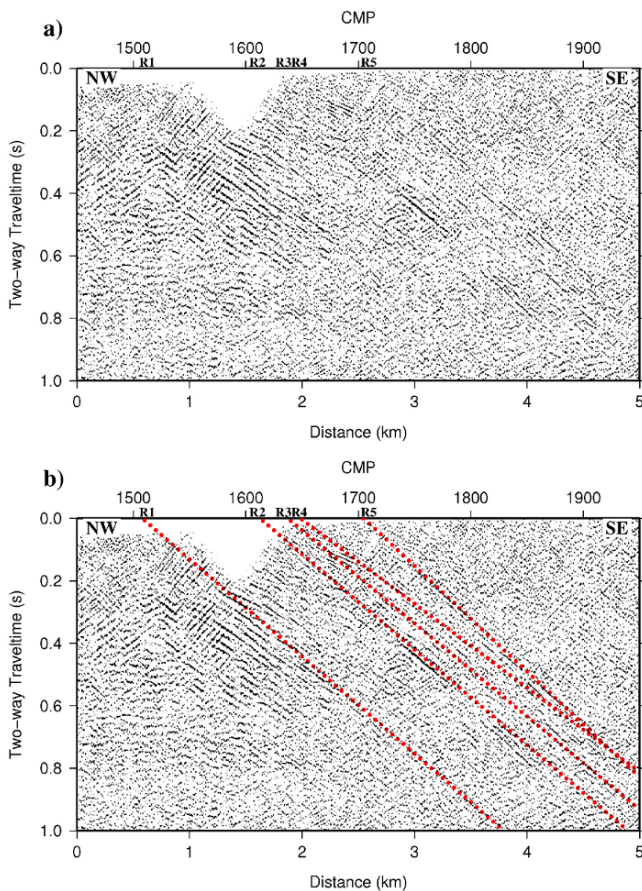 a)
CMP
1500 1600 1700 1800 1900
R1 R2 R3R4 R5
NW SE
0.0
0.2
0.4
0.6
0.8
1.0
Two-way Traveltime (s)
0 1 2 3 4 5
Distance (km)
b)
CMP
1500 1600 1700 1800 1900
R1 R2 R3R4 R5
NW SE
0.0
0.2
0.4
0.6
0.8
1.0
Two-way Traveltime (s)
0 1 2 3 4 5
Distance (km)